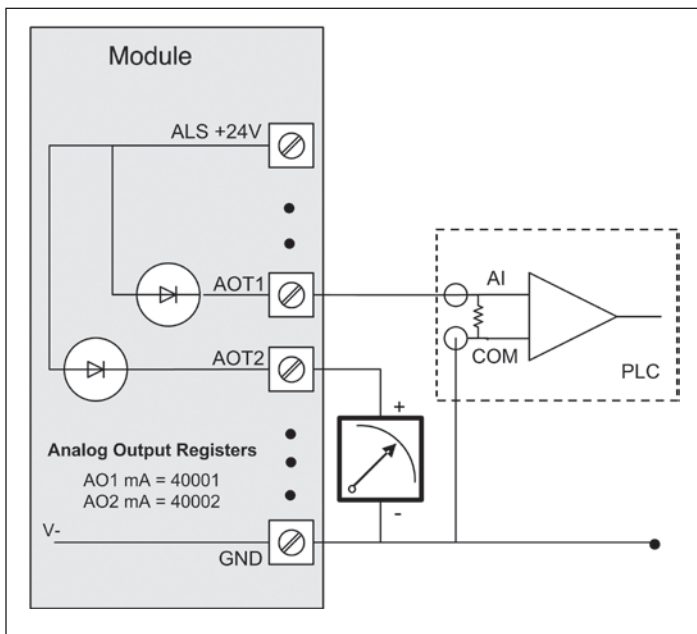 Module
ALS +24V
AOT1
AI
AOT2
COM
PLC
+
Analog Output Registers
AO1 mA = 40001
AO2 mA = 40002
-
V-
GND